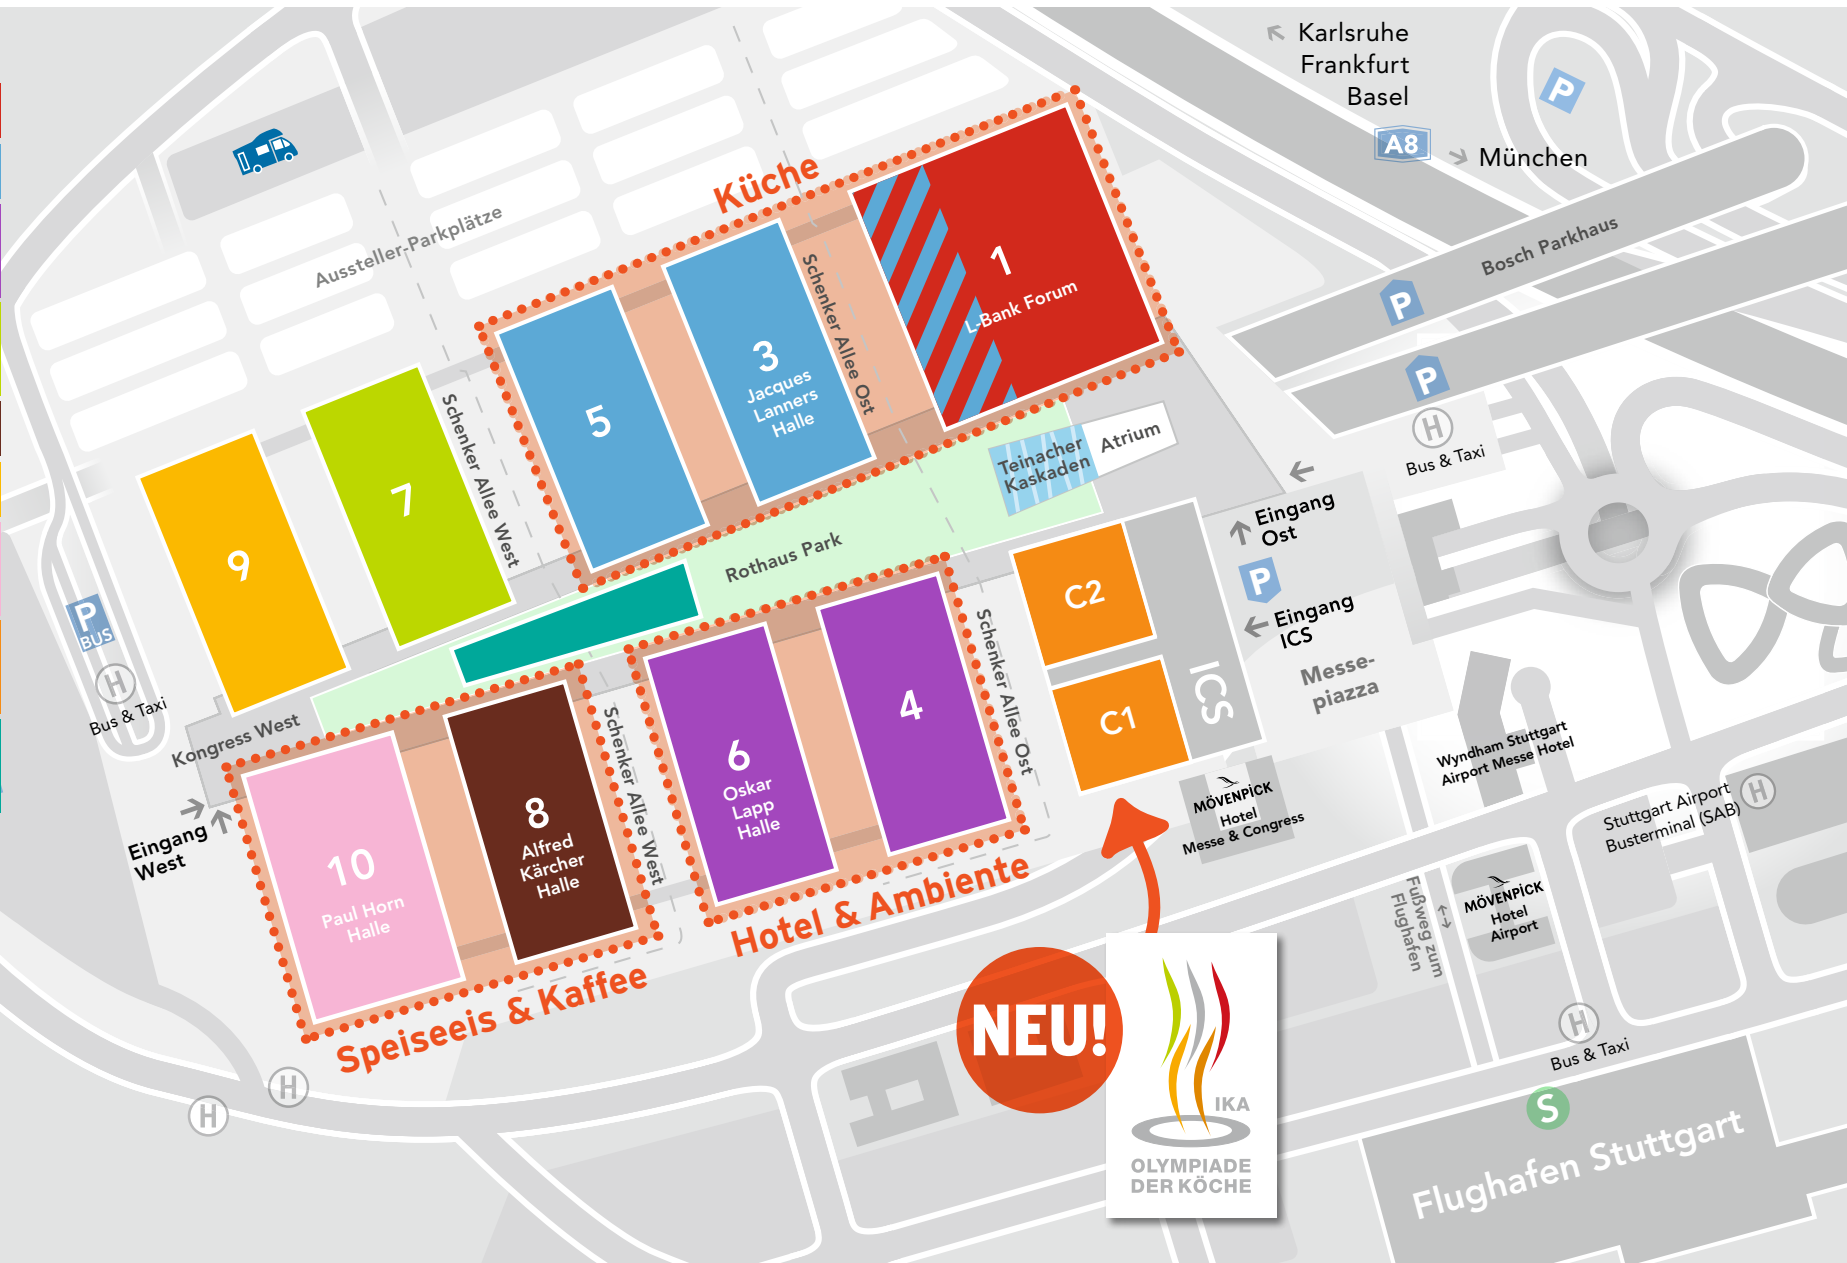 Karlsruhe
Frankfurt
Basel
P
A8
München
Küche
Aussteller-Parkplätze
Bosch Parkhaus
1
L-Bank Forum
Schenker Allee Ost
P
3
Jacques
Lanners
Halle
5
P
H
Bus & Taxi
Schenker Allee West
7
Teinacher
Kaskaden
Atrium
9
Rothaus Park
Eingang
Ost
P
C2
Eingang
ICS
P
BUS
H
Bus & Taxi
Kongress West
Schenker Allee Ost
ICS
Messe-
piazza
C1
4
6
Oskar
Lapp
Halle
Schenker Allee West
8
Alfred
Kärcher
Halle
10
Paul Horn
Halle
Eingang
West
Wyndham Stuttgart
Airport Messe Hotel
MÖVENPICK
Hotel
Messe & Congress
Stuttgart Airport
Busterminal (SAB)
H
Hotel & Ambiente
Fußweg zum
Flughafen
MÖVENPICK
Hotel
Airport
Speiseeis & Kaffee
NEU!
H
Bus & Taxi
H
H
IKA
OLYMPIADE
DER KÖCHE
S
Flughafen Stuttgart